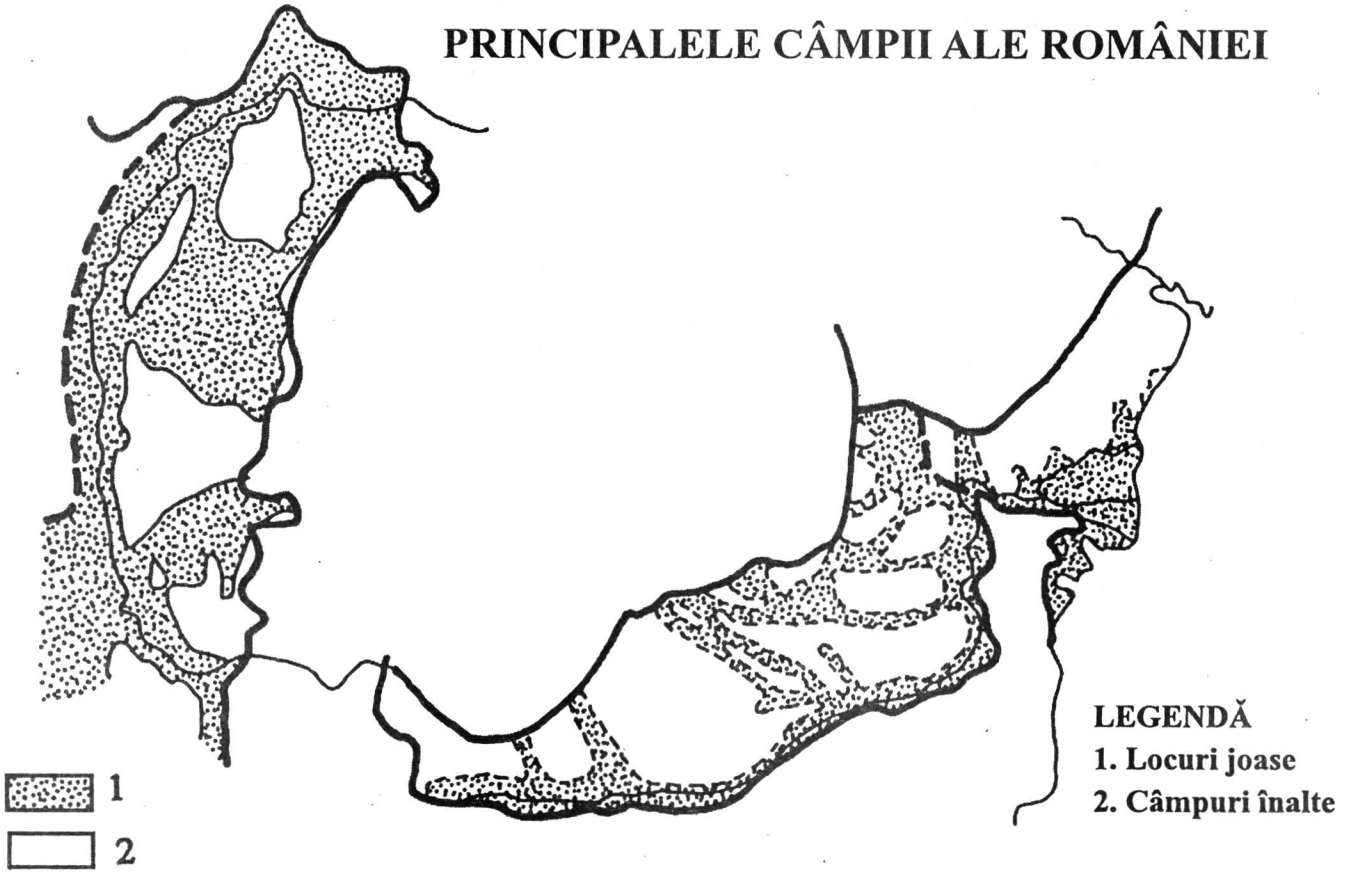 PRINCIPALELE CÂMPII ALE ROMÂNIEI
LEGENDĂ
1. Locuri joase
2. Câmpuri înalte
1
2